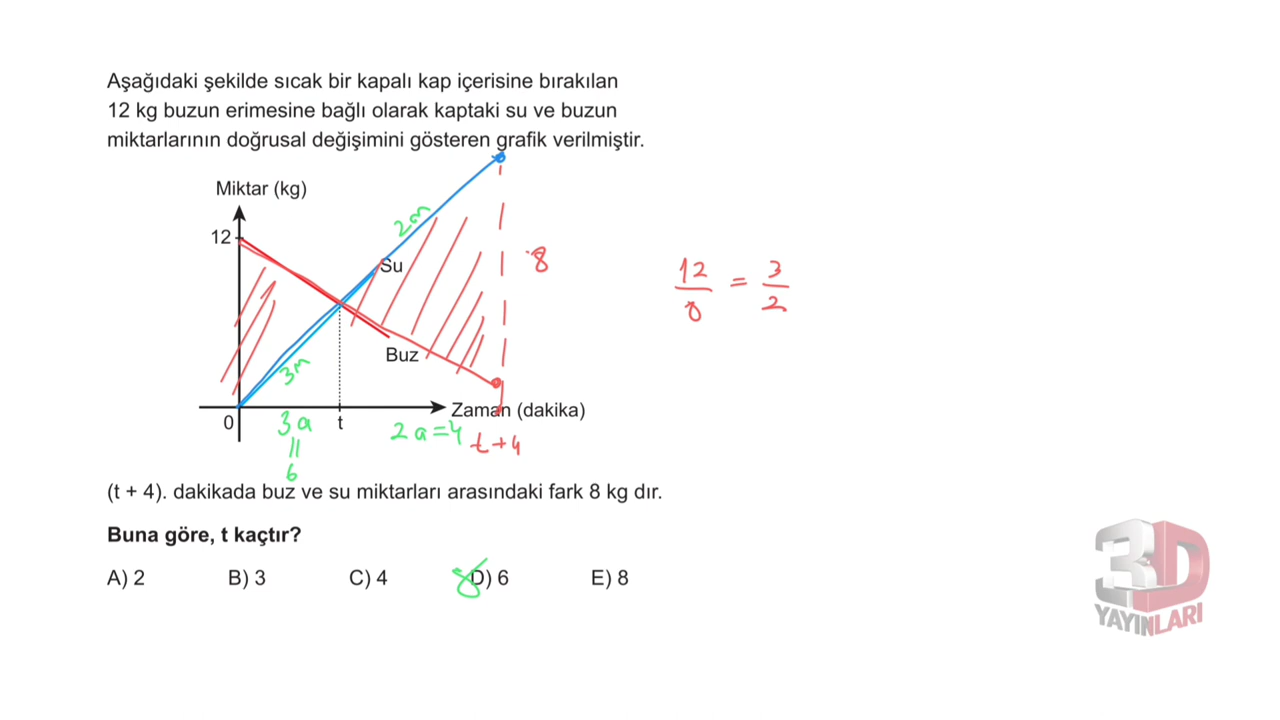 Aşağıdaki şekilde sıcak bir kapalı kap içerisine bırakılan
12 kg buzun erimesine bağlı olarak kaptaki su ve buzun
miktarlarının doğrusal değişimini gösteren grafik verilmiştir.
Miktar (kg)
12
2m
Su
8
12/8 = 3/2
Buz
3m
0
t
Zaman (dakika)
3a
2a=4
t+4
||
6
(t + 4). dakikada buz ve su miktarları arasındaki fark 8 kg dır.
Buna göre, t kaçtır?
A) 2 B) 3 C) 4 D) 6 E) 8
3D
YAYINLARI